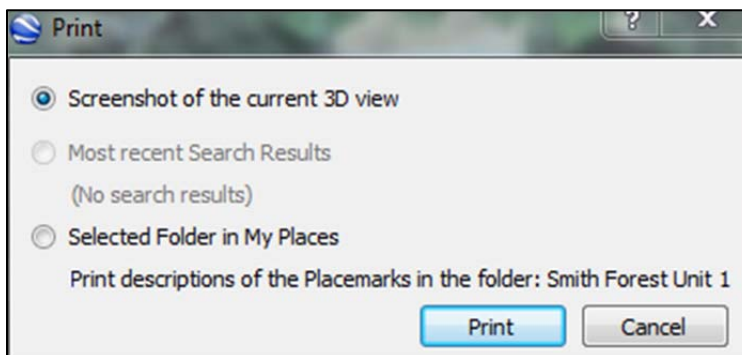 Print
? X
Screenshot of the current 3D view
Most recent Search Results
(No search results)
Selected Folder in My Places
Print descriptions of the Placemarks in the folder: Smith Forest Unit 1
Print Cancel